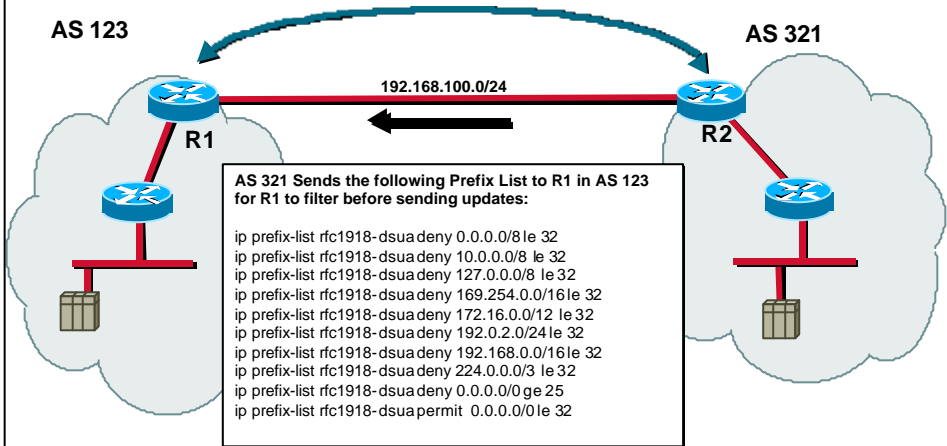 AS 123
AS 321
192.168.100.0/24
R1
R2
AS 321 Sends the following Prefix List to R1 in AS 123
for R1 to filter before sending updates:
ip prefix-list rfc1918-dsua deny 0.0.0.0/8 le 32
ip prefix-list rfc1918-dsua deny 10.0.0.0/8 le 32
ip prefix-list rfc1918-dsua deny 127.0.0.0/8 le 32
ip prefix-list rfc1918-dsua deny 169.254.0.0/16 le 32
ip prefix-list rfc1918-dsua deny 172.16.0.0/12 le 32
ip prefix-list rfc1918-dsua deny 192.0.2.0/24 le 32
ip prefix-list rfc1918-dsua deny 192.168.0.0/16 le 32
ip prefix-list rfc1918-dsua deny 224.0.0.0/3 le 32
ip prefix-list rfc1918-dsua deny 0.0.0.0/0 ge 25
ip prefix-list rfc1918-dsua permit 0.0.0.0/0 le 32